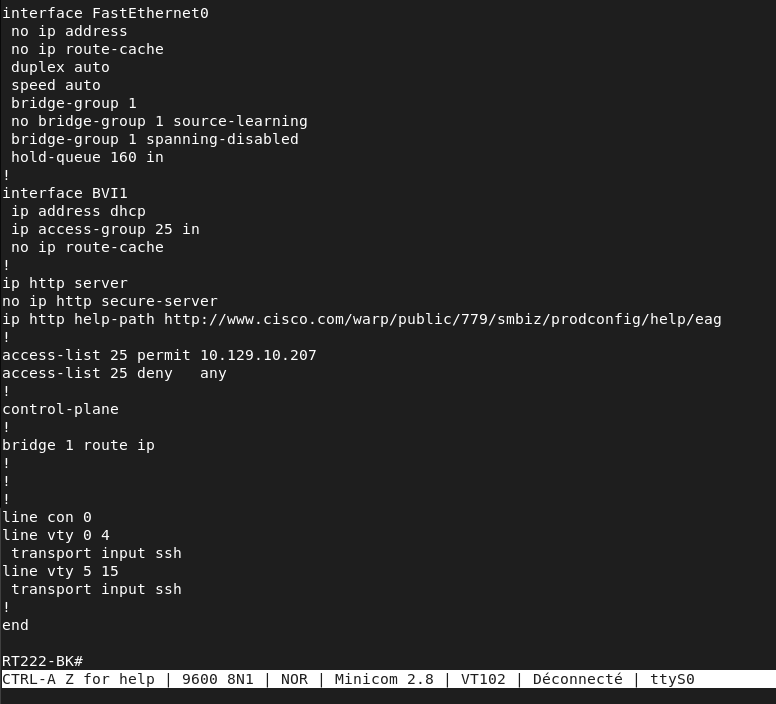 interface FastEthernet0
 no ip address
 no ip route-cache
 duplex auto
 speed auto
 bridge-group 1
 no bridge-group 1 source-learning
 bridge-group 1 spanning-disabled
 hold-queue 160 in
!
interface BVI1
 ip address dhcp
 ip access-group 25 in
 no ip route-cache
!
ip http server
no ip http secure-server
ip http help-path http://www.cisco.com/warp/public/779/smbiz/prodconfig/help/eag
!
access-list 25 permit 10.129.10.207
access-list 25 deny   any
!
control-plane
!
bridge 1 route ip
!
!
!
line con 0
line vty 0 4
 transport input ssh
line vty 5 15
 transport input ssh
!
end

RT222-BK#
CTRL-A Z for help | 9600 8N1 | NOR | Minicom 2.8 | VT102 | Déconnecté | ttyS0